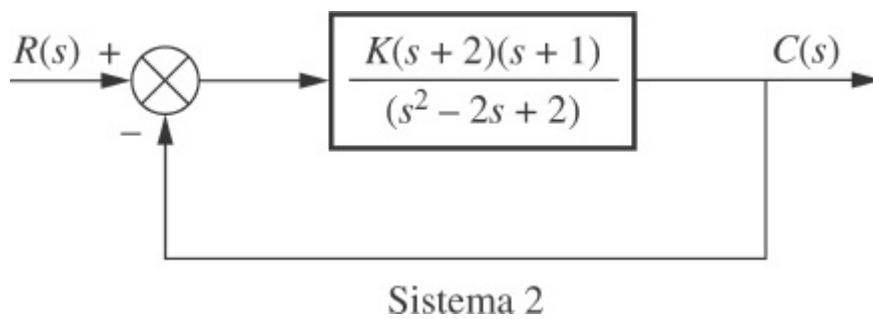 R(s) +
K(s + 2)(s + 1)
(s² – 2s + 2)
C(s)
–
Sistema 2